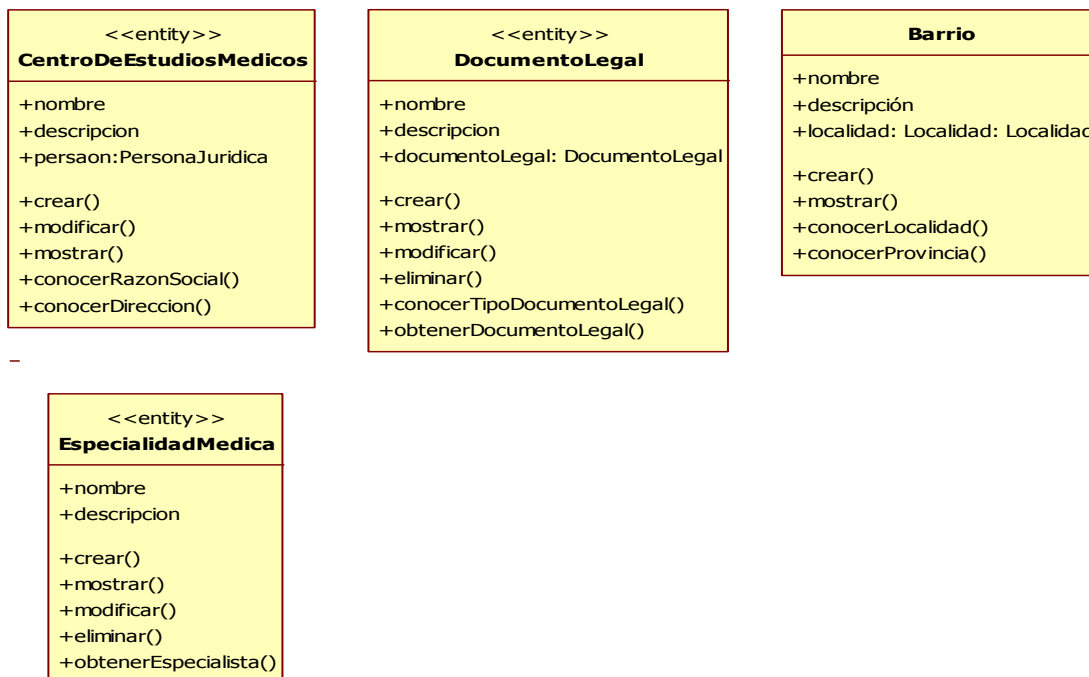 <<entity>>
CentroDeEstudiosMedicos
+nombre
+descripcion
+persaon:PersonaJuridica
+crear()
+modificar()
+mostrar()
+conocerRazonSocial()
+conocerDireccion()
<<entity>>
DocumentoLegal
+nombre
+descripcion
+documentoLegal: DocumentoLegal
+crear()
+mostrar()
+modificar()
+eliminar()
+conocerTipoDocumentoLegal()
+obtenerDocumentoLegal()
Barrio
+nombre
+descripción
+localidad: Localidad: Localidad
+crear()
+mostrar()
+conocerLocalidad()
+conocerProvincia()
<<entity>>
EspecialidadMedica
+nombre
+descripcion
+crear()
+mostrar()
+modificar()
+eliminar()
+obtenerEspecialista()